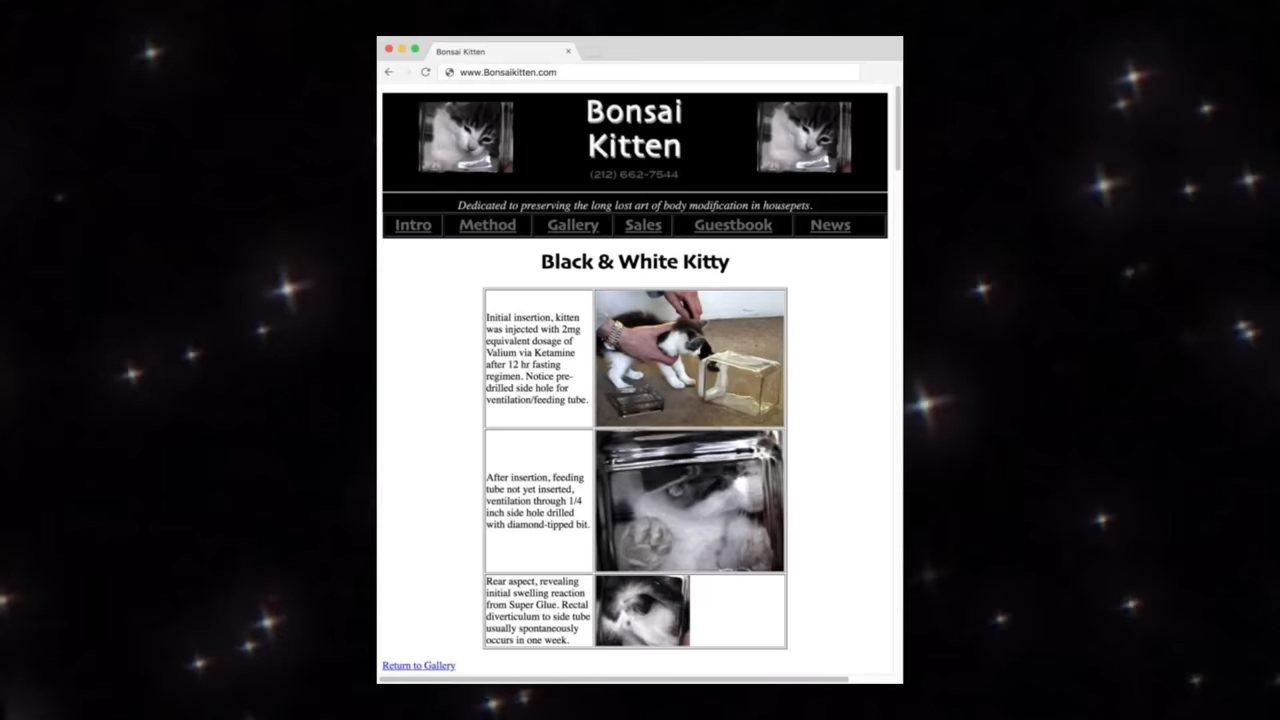 Bonsai Kitten
www.Bonsaikitten.com
Bonsai
Kitten
(212) 662-7544
Dedicated to preserving the long lost art of body modification in housepets.
Intro Method Gallery Sales Guestbook News
Black & White Kitty
Initial insertion, kitten
was injected with 2mg
equivalent dosage of
Valium via Ketamine
after 12 hr fasting
regimen. Notice pre-
drilled side hole for
ventilation/feeding tube.
After insertion, feeding
tube not yet inserted,
ventilation through 1/4
inch side hole drilled
with diamond-tipped bit.
Rear aspect, revealing
initial swelling reaction
from Super Glue. Rectal
diverticulum to side tube
usually spontaneously
occurs in one week.
Return to Gallery